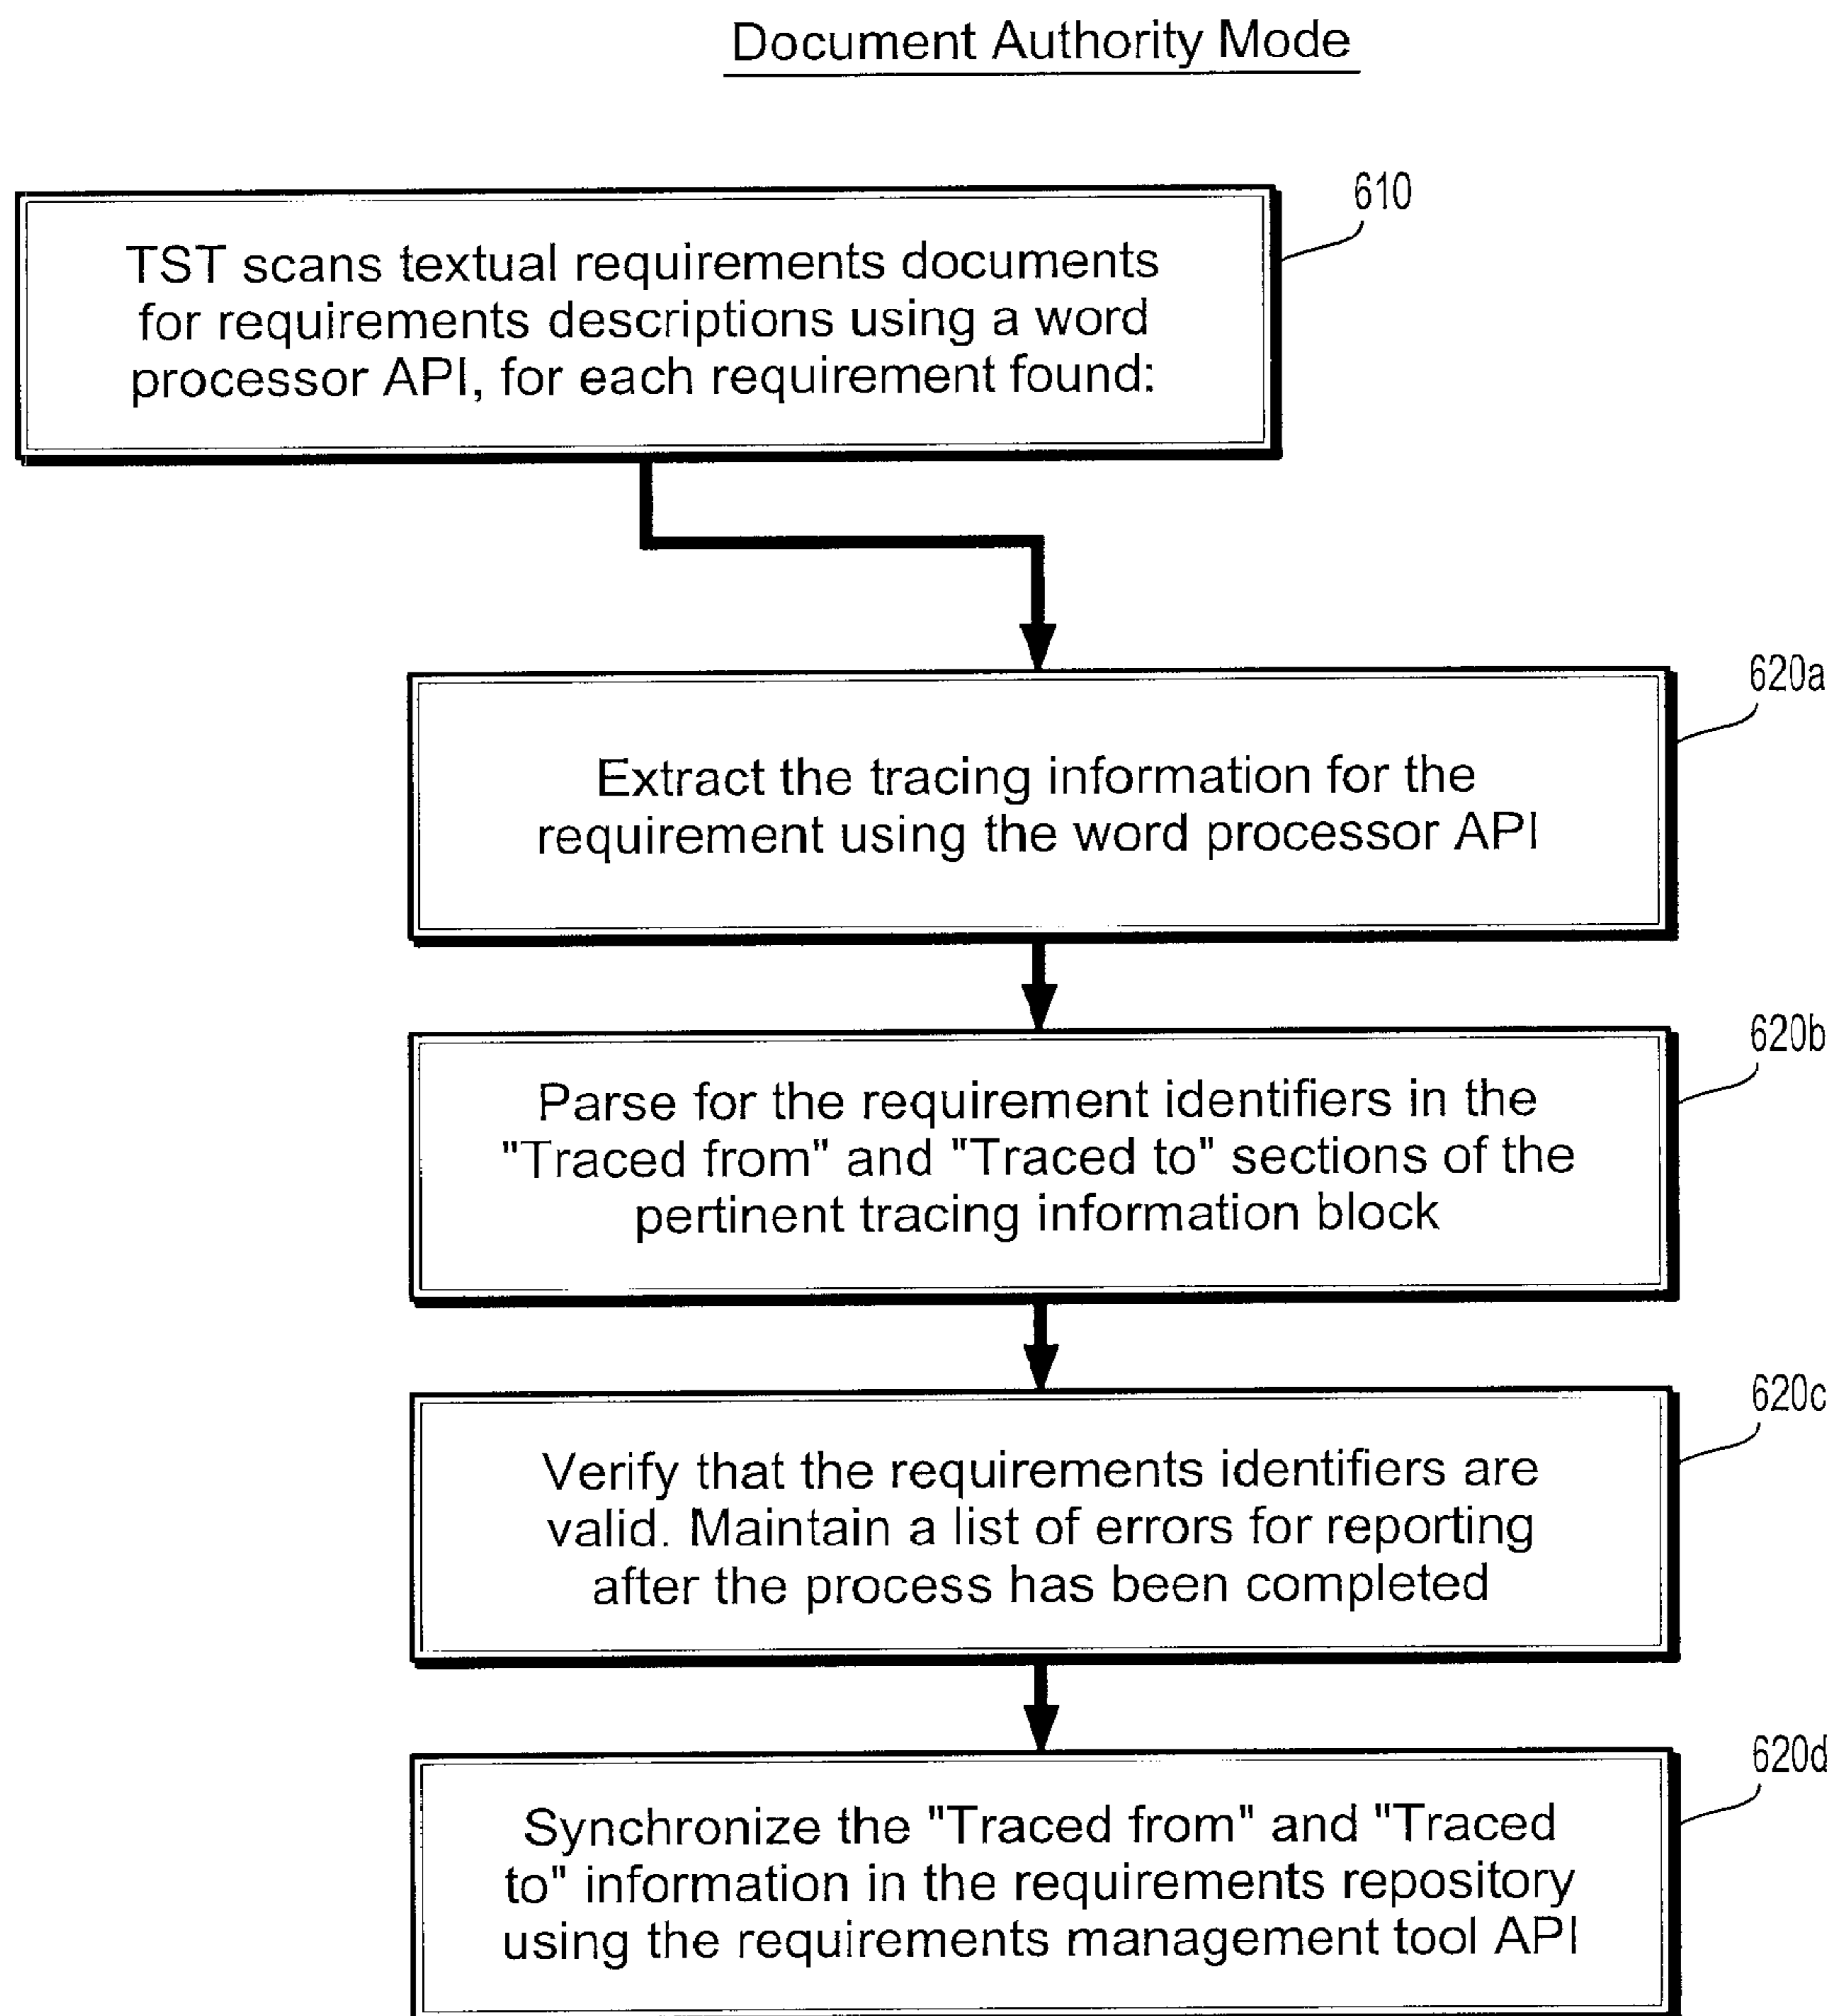 Document Authority Mode
610
TST scans textual requirements documents
for requirements descriptions using a word
processor API, for each requirement found:
620a
Extract the tracing information for the
requirement using the word processor API
620b
Parse for the requirement identifiers in the
"Traced from" and "Traced to" sections of the
pertinent tracing information block
620c
Verify that the requirements identifiers are
valid. Maintain a list of errors for reporting
after the process has been completed
620d
Synchronize the "Traced from" and "Traced
to" information in the requirements repository
using the requirements management tool API